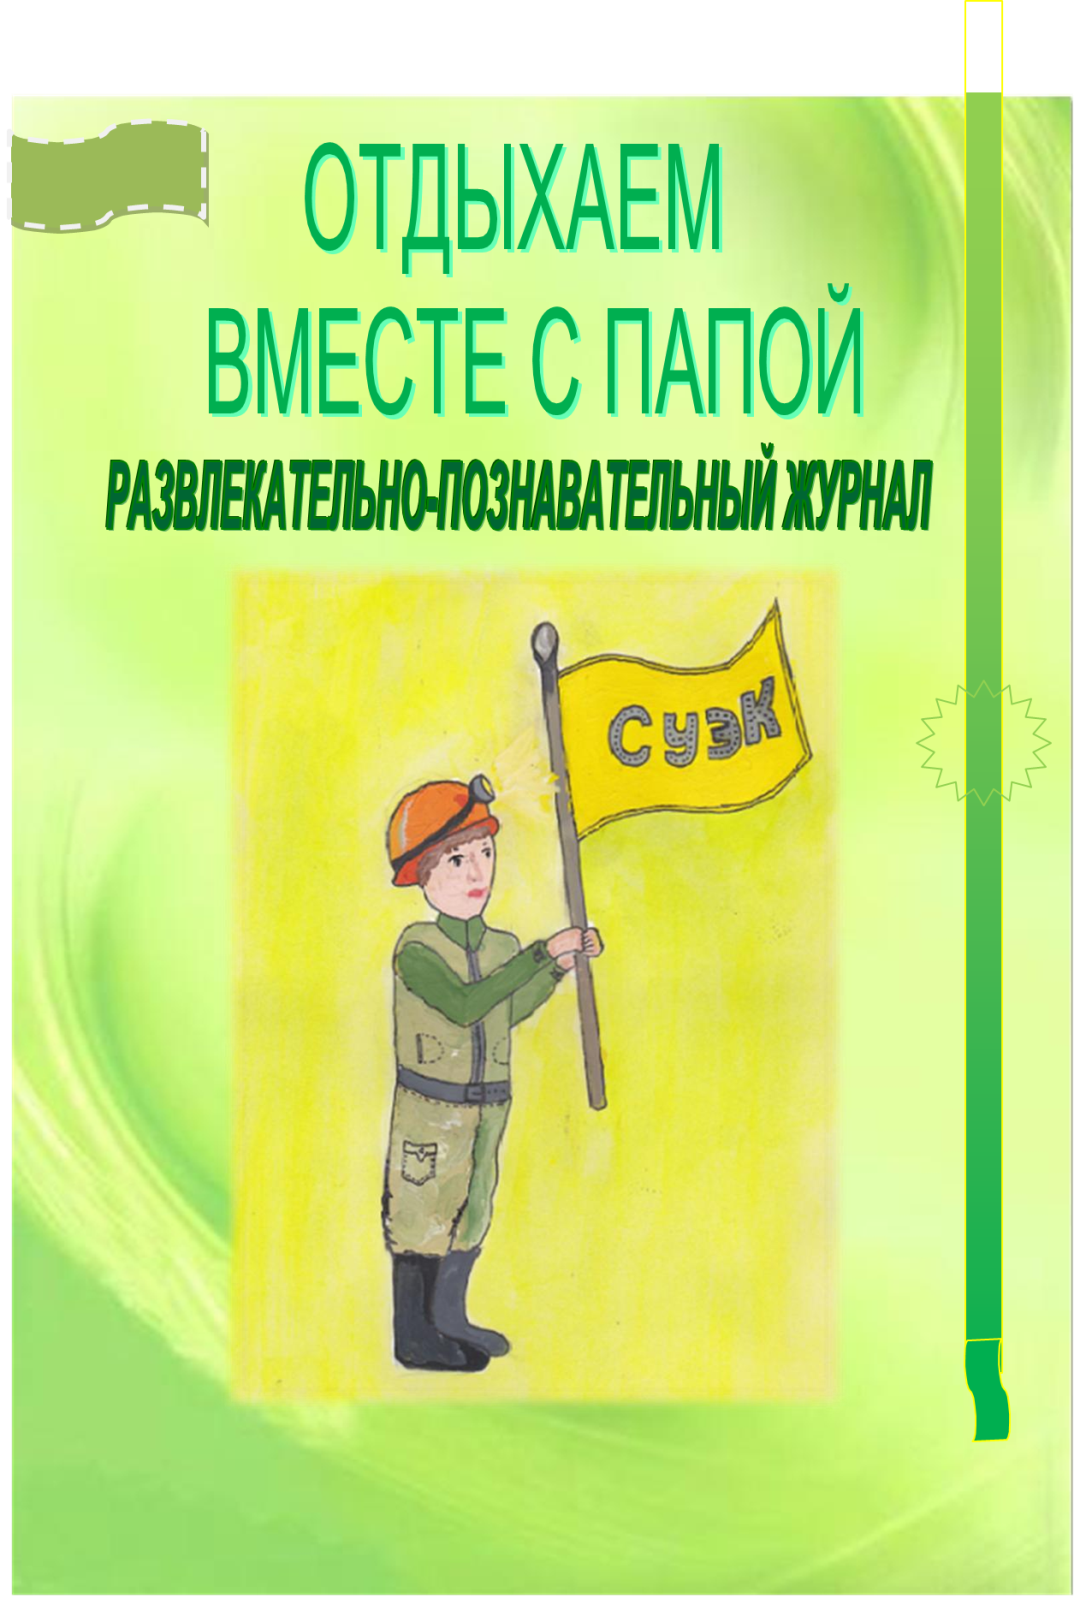 ОТДЫХАЕМ
ВМЕСТЕ С ПАПОЙ
РАЗВЛЕКАТЕЛЬНО-ПОЗНАВАТЕЛЬНЫЙ ЖУРНАЛ
СУЭК